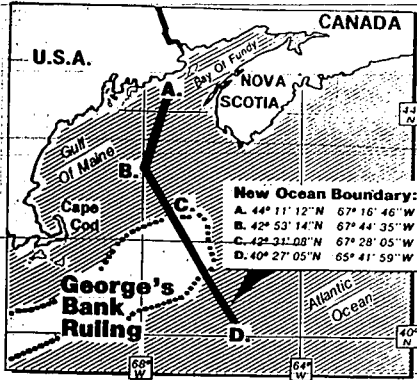 CANADA
U.S.A.
Bay Of Fundy
NOVA
SCOTIA
A.
44°
N
Gulf
Of Maine
B.
New Ocean Boundary:
A. 44° 11' 12"N 67° 16' 46"W
B. 42° 53' 14"N 67° 44' 35"W
C. 42° 31' 08"N 67° 28' 05"W
D. 40° 27' 05"N 65° 41' 59"W
C.
Cape
Cod
George's
Bank
Ruling
Atlantic
Ocean
D.
40°
N
68°
W
64°
W